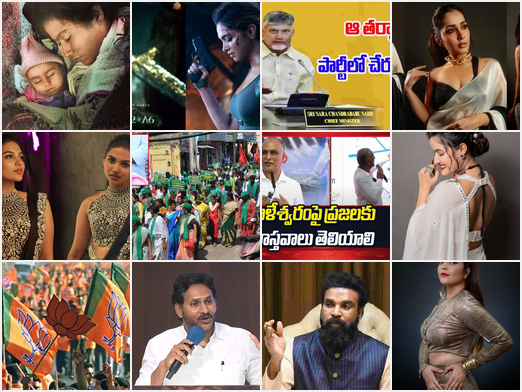 ఆ తర్వా
పార్టీలో చేర
SRI NARA CHANDRABABU NAIDU
CHIEF MINISTER
ళేశ్వరంపై ప్రజలకు
ాస్తవాలు తెలియాలి